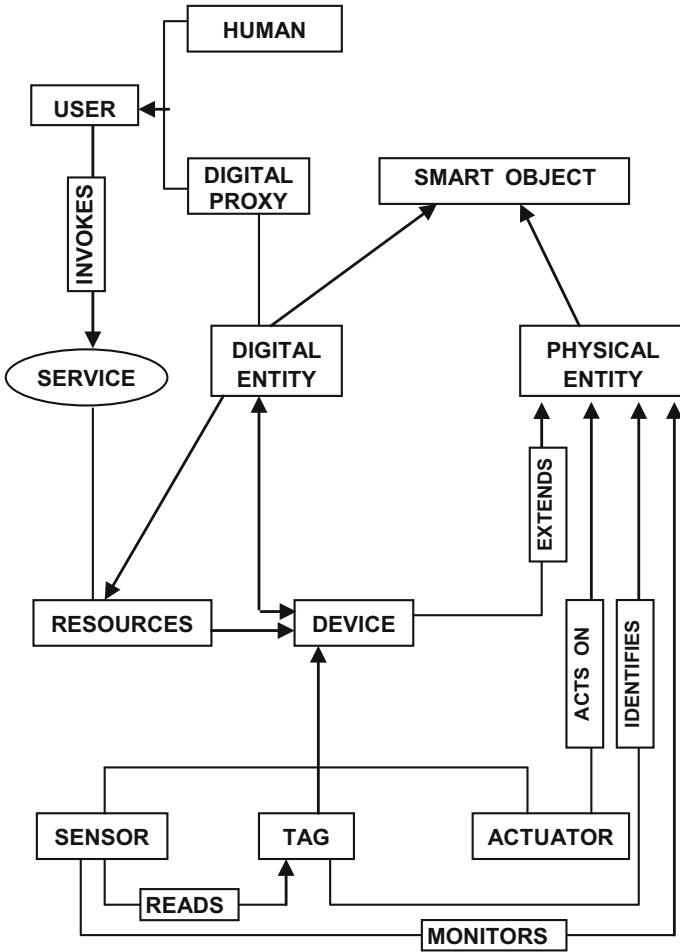 HUMAN
USER
DIGITAL
PROXY
SMART OBJECT
INVOKES
SERVICE
DIGITAL
ENTITY
PHYSICAL
ENTITY
EXTENDS
RESOURCES
DEVICE
ACTS ON
IDENTIFIES
SENSOR
TAG
ACTUATOR
READS
MONITORS